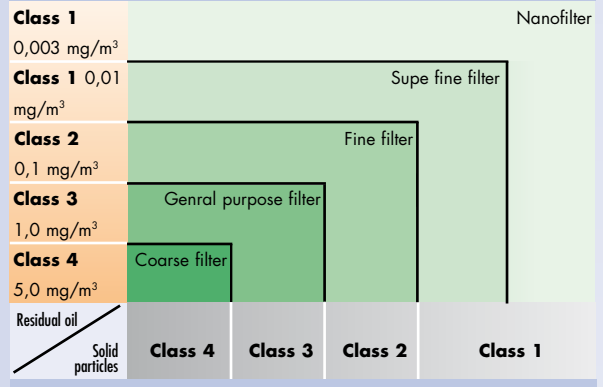 Class 1
Nanofilter
0,003 mg/m³
Class 1 0,01
Supe fine filter
mg/m³
Class 2
Fine filter
0,1 mg/m³
Class 3
Genral purpose filter
1,0 mg/m³
Class 4
Coarse filter
5,0 mg/m³
Residual oil
Solid
particles
Class 4
Class 3
Class 2
Class 1